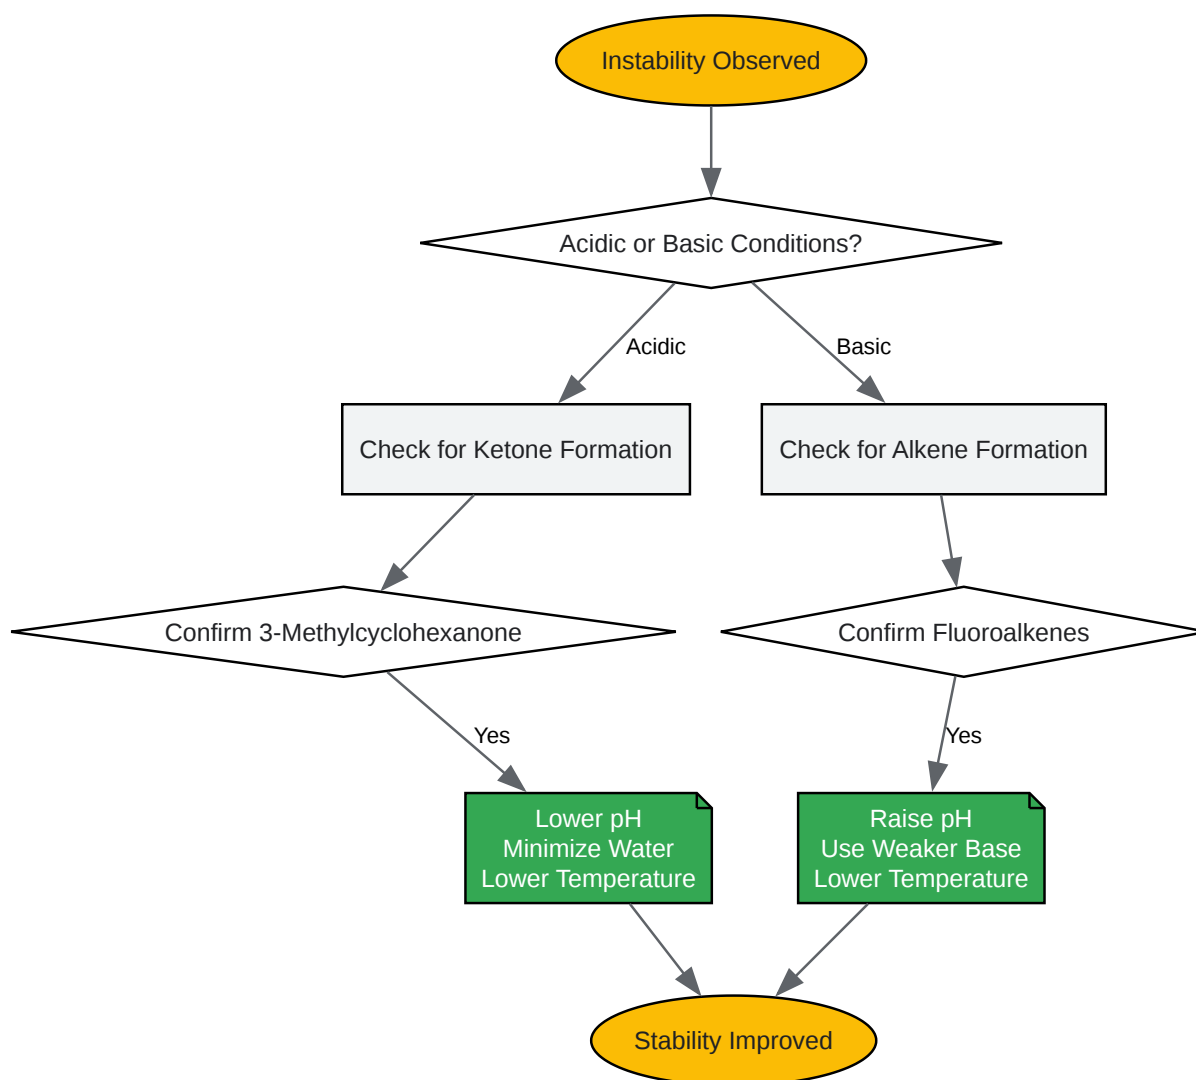 Instability Observed
Acidic or Basic Conditions?
Acidic
Basic
Check for Ketone Formation
Check for Alkene Formation
Confirm 3-Methylcyclohexanone
Confirm Fluoroalkenes
Yes
Yes
Lower pH
Minimize Water
Lower Temperature
Raise pH
Use Weaker Base
Lower Temperature
Stability Improved